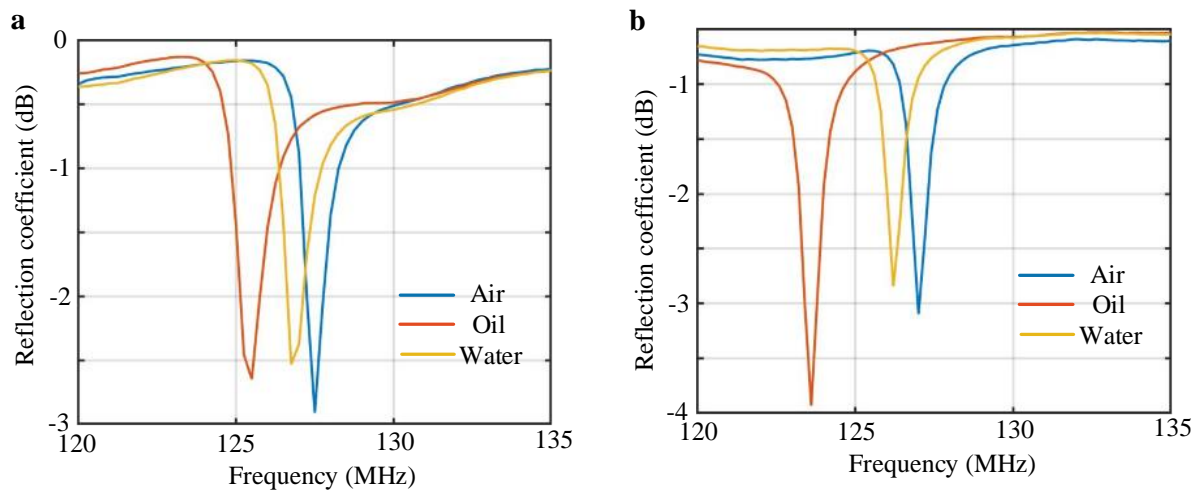 a
0
-1
-2
-3
Reflection coefficient (dB)
120
125
130
135
Frequency (MHz)
Air
Oil
Water
b
-1
-2
-3
-4
Reflection coefficient (dB)
120
125
130
135
Frequency (MHz)
Air
Oil
Water